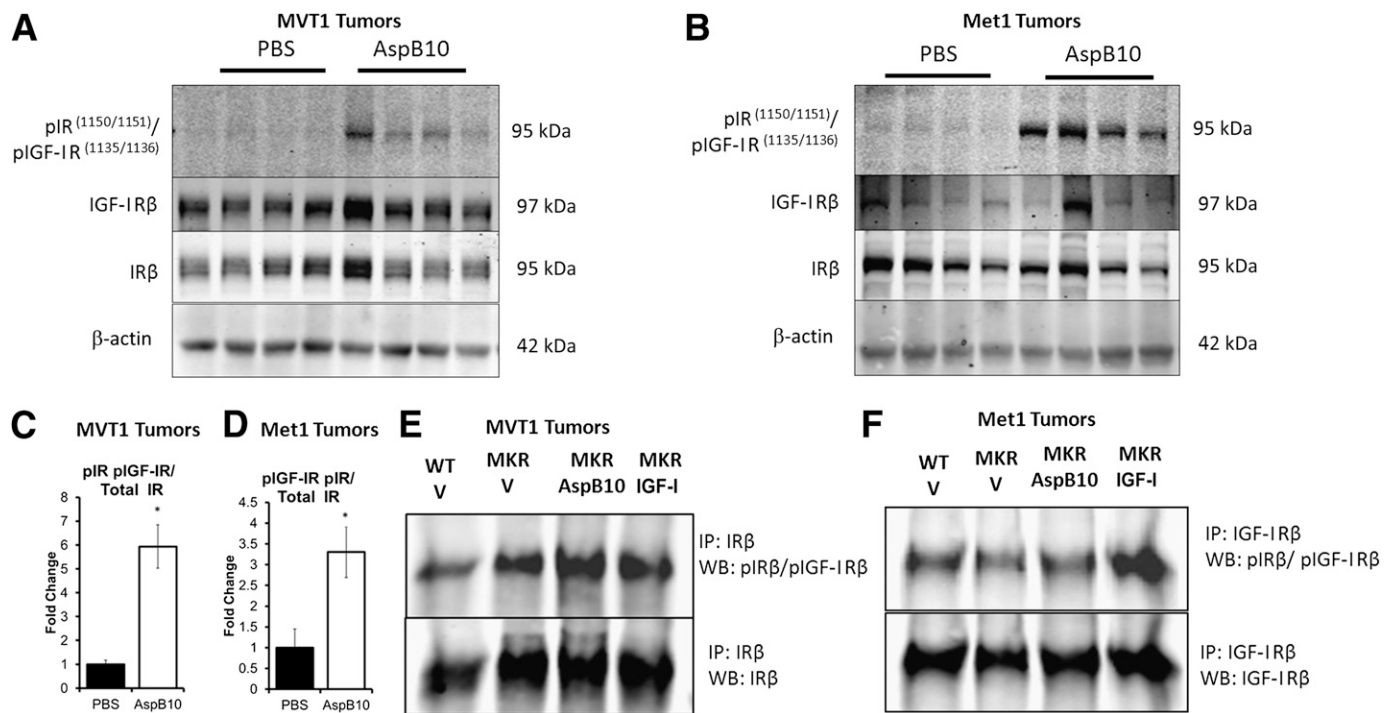 A
MVT1 Tumors
PBS
AspB10
pIR(1150/1151)/
pIGF-IR(1135/1136)
95 kDa
IGF-IRβ
97 kDa
IRβ
95 kDa
β-actin
42 kDa
B
Met1 Tumors
PBS
AspB10
pIR(1150/1151)/
pIGF-IR(1135/1136)
95 kDa
IGF-IRβ
97 kDa
IRβ
95 kDa
β-actin
42 kDa
C
MVT1 Tumors
pIR pIGF-IR/
Total IR
*
Fold Change
8
7
6
5
4
3
2
1
0
PBS
AspB10
D
Met1 Tumors
pIGF-IR pIR/
Total IR
*
Fold Change
4.5
4
3.5
3
2.5
2
1.5
1
0.5
0
PBS
AspB10
E
MVT1 Tumors
WT
V
MKR
V
MKR
AspB10
MKR
IGF-I
IP: IRβ
WB: pIRβ/pIGF-IRβ
IP: IRβ
WB: IRβ
F
Met1 Tumors
WT
V
MKR
V
MKR
AspB10
MKR
IGF-I
IP: IGF-IRβ
WB: pIRβ/ pIGF-IRβ
IP: IGF-IRβ
WB: IGF-IRβ